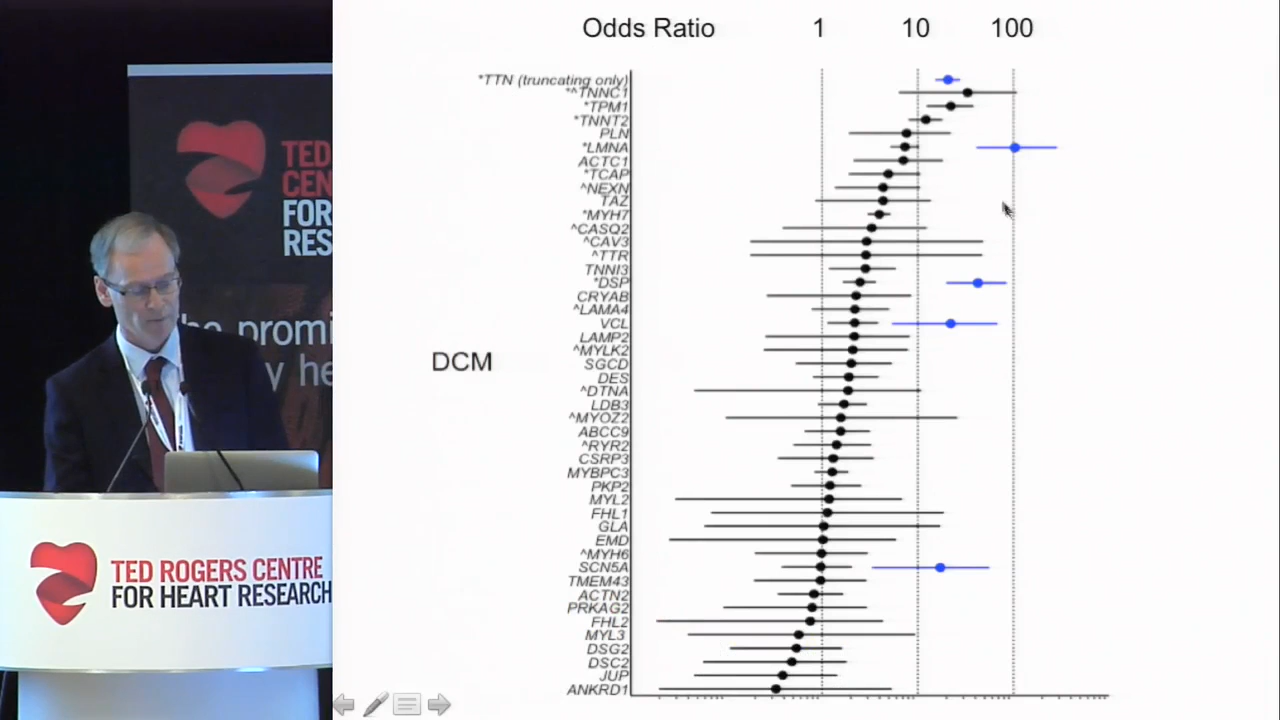 Odds Ratio 1 10 100
*TTN (truncating only)
*^TNNC1
*TPM1
*TNNT2
PLN
*LMNA
ACTC1
*TCAP
^NEXN
TAZ
*MYH7
^CASQ2
^CAV3
^TTR
TNNI3
*DSP
CRYAB
^LAMA4
VCL
LAMP2
^MYLK2
SGCD
DES
^DTNA
LDB3
^MYOZ2
ABCC9
^RYR2
CSRP3
MYBPC3
PKP2
MYL2
FHL1
GLA
EMD
^MYH6
SCN5A
TMEM43
ACTN2
PRKAG2
FHL2
MYL3
DSG2
DSC2
JUP
ANKRD1
DCM
TED
CEN
FOR
RES
he promi
y he
TED ROGERS CENTRE
FOR HEART RESEARCH